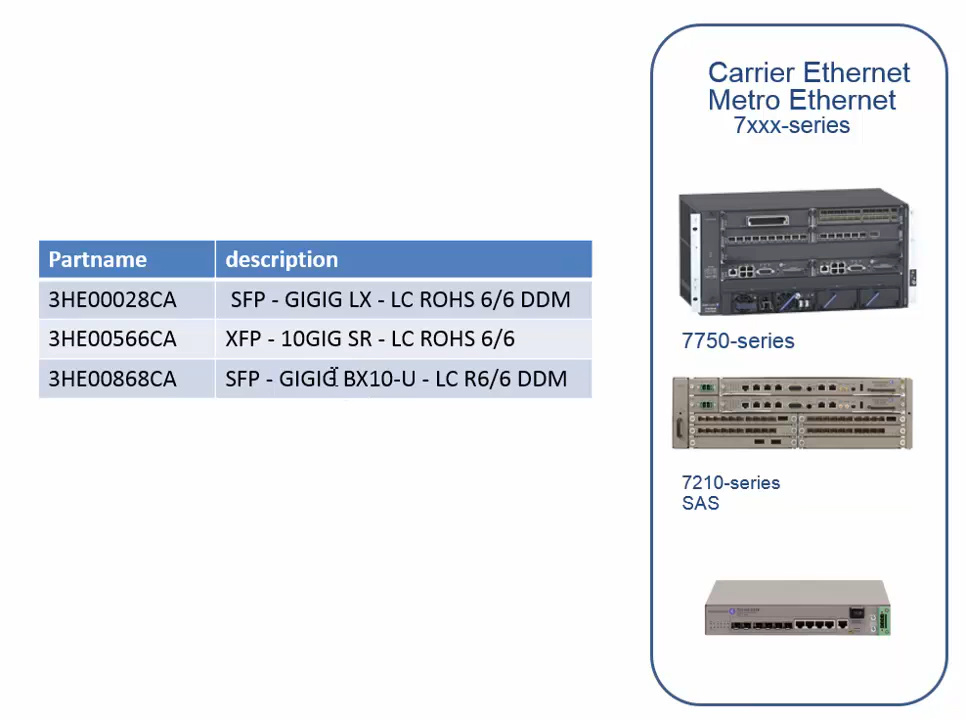 Carrier Ethernet
Metro Ethernet
7xxx-series
Partname description
3HE00028CA SFP - GIGIG LX - LC ROHS 6/6 DDM
3HE00566CA XFP - 10GIG SR - LC ROHS 6/6
3HE00868CA SFP - GIGIG BX10-U - LC R6/6 DDM
7750-series
7210-series
SAS